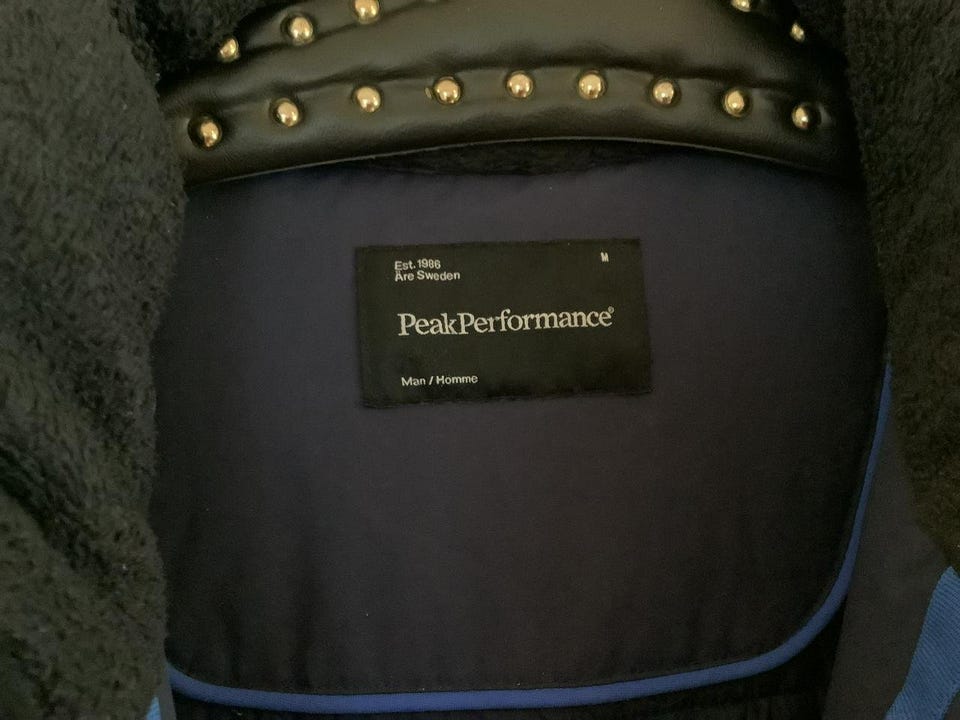 Est. 1986
M
Åre Sweden
PeakPerformance®
Man / Homme